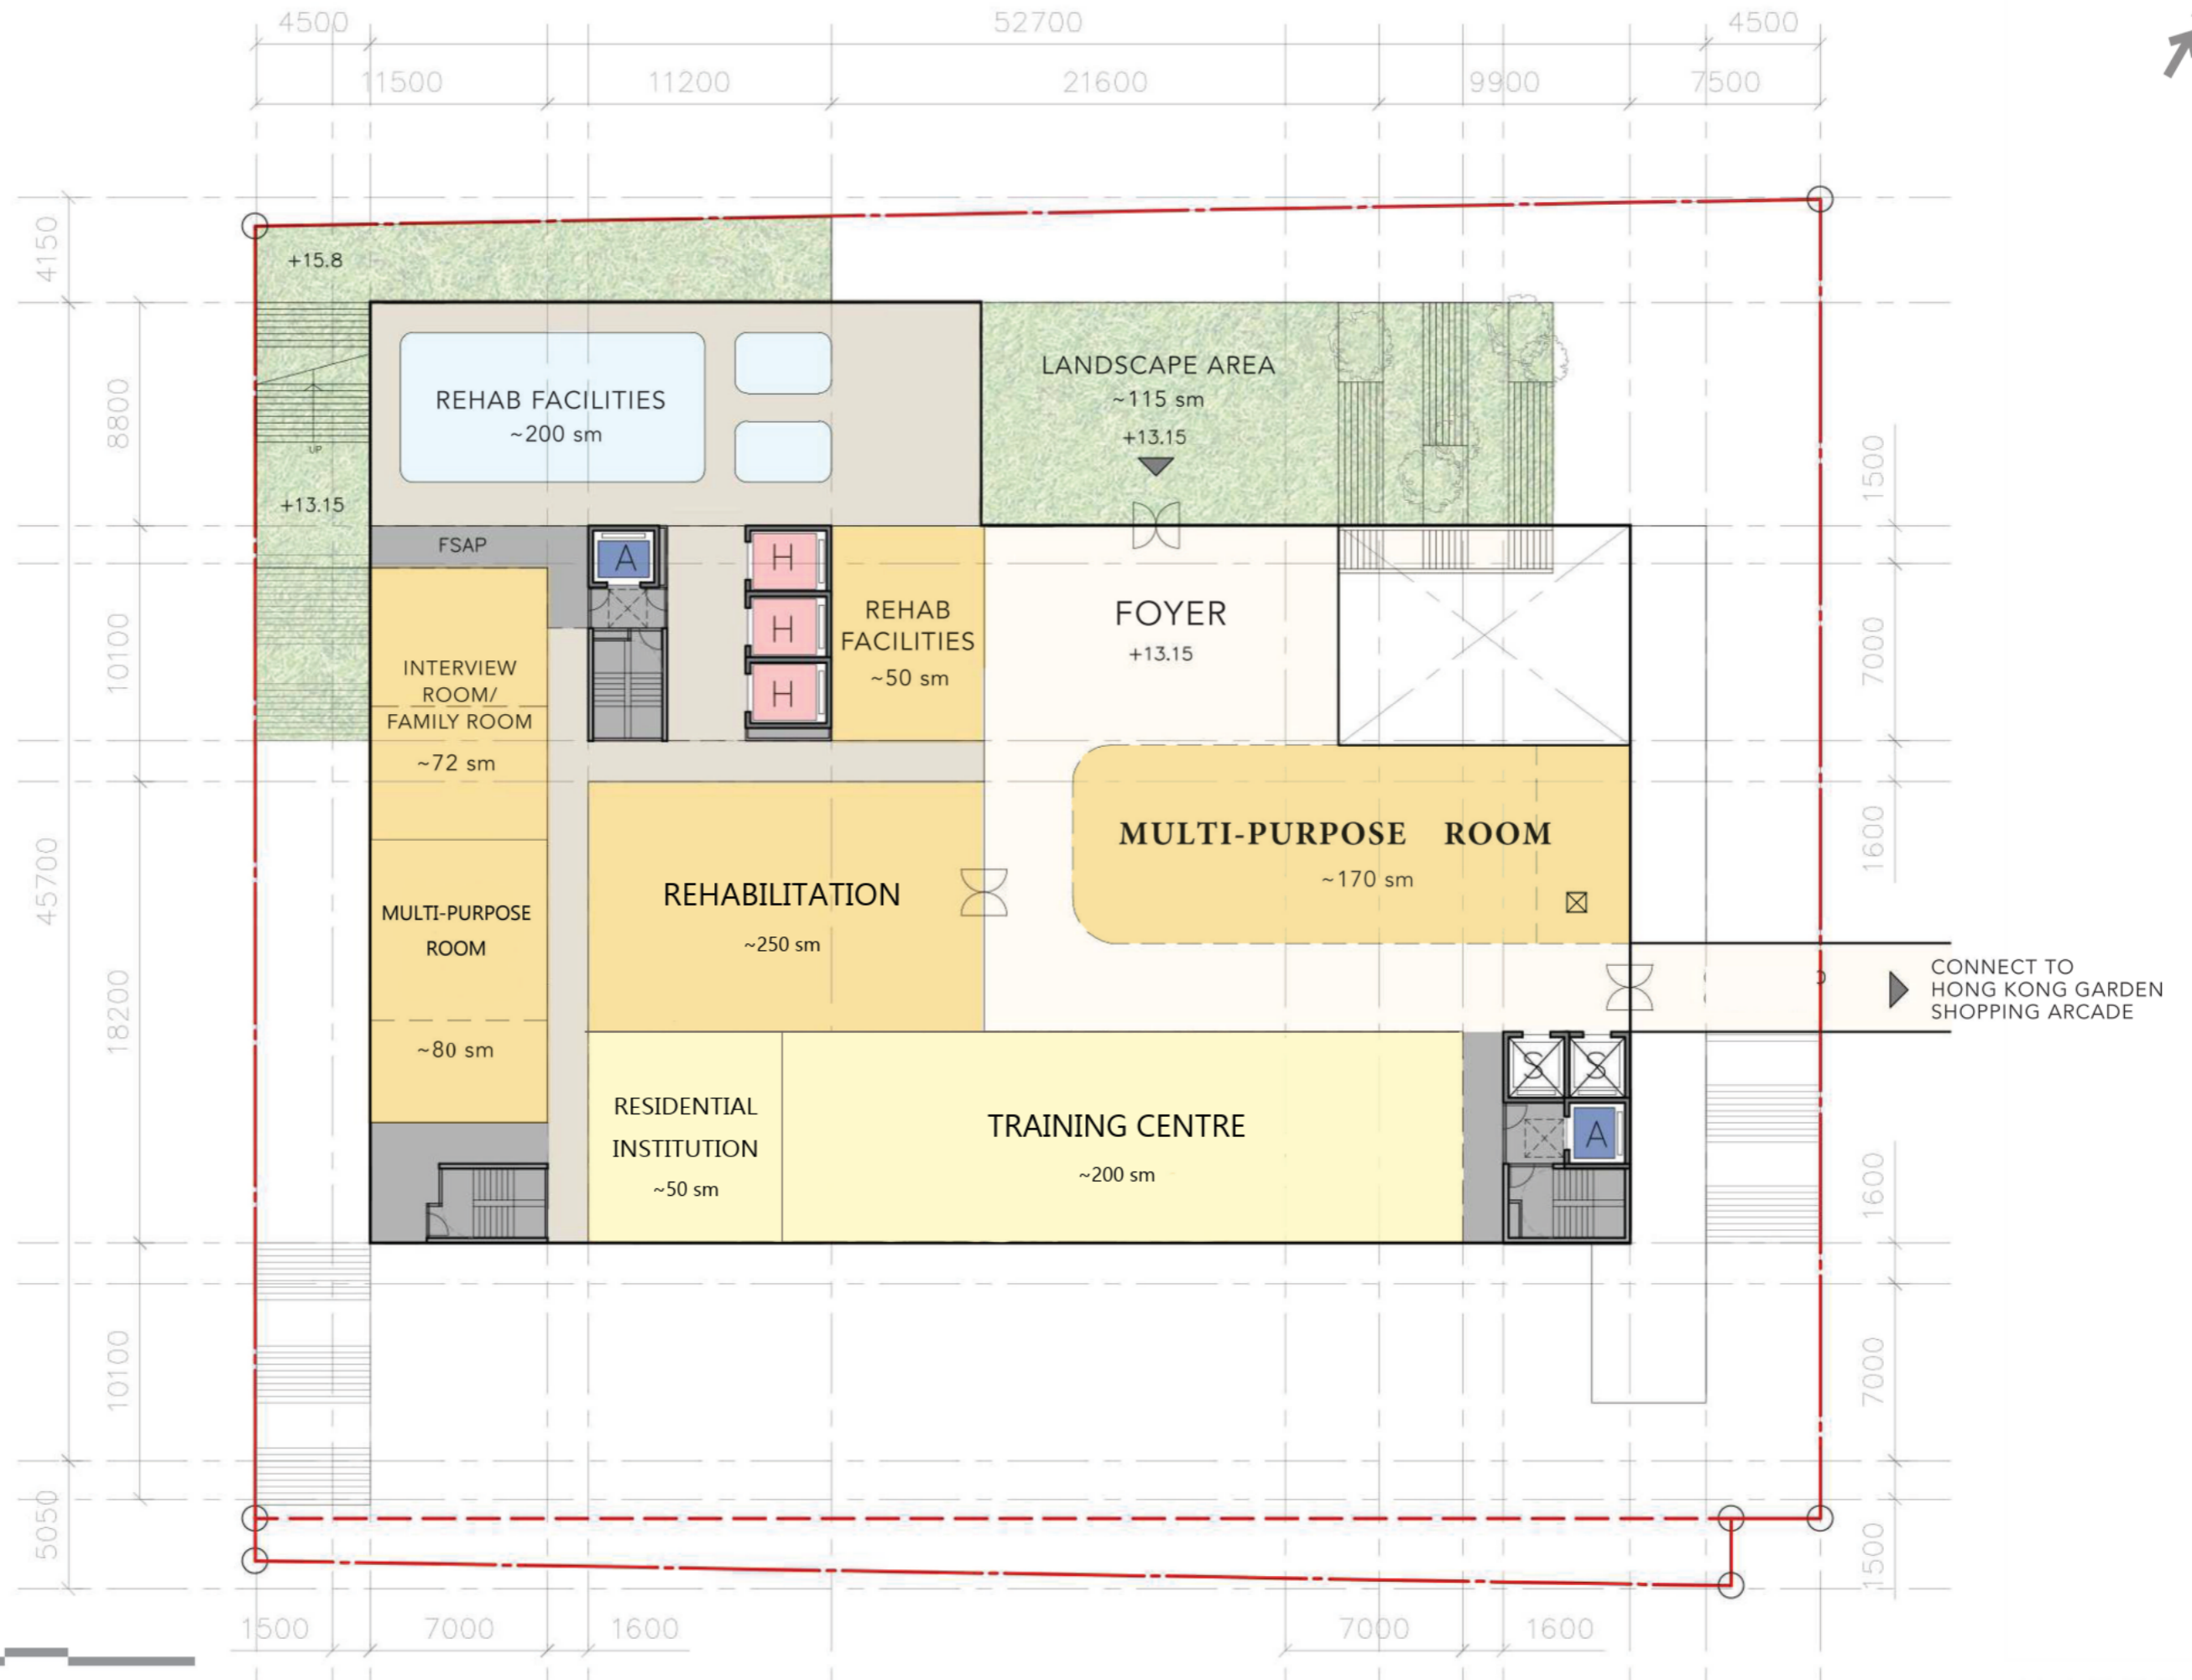 4500
52700
4500
11500
11200
21600
9900
7500
4150
+15.8
8800
REHAB FACILITIES
~200 sm
LANDSCAPE AREA
~115 sm
+13.15
UP
+13.15
1500
FSAP
A
H
H
H
10100
INTERVIEW
ROOM/
FAMILY ROOM
~72 sm
REHAB
FACILITIES
~50 sm
FOYER
+13.15
7000
45700
MULTI-PURPOSE ROOM
~170 sm
1600
REHABILITATION
~250 sm
MULTI-PURPOSE
ROOM
~80 sm
18200
CONNECT TO
HONG KONG GARDEN
SHOPPING ARCADE
S
S
A
RESIDENTIAL
INSTITUTION
~50 sm
TRAINING CENTRE
~200 sm
1600
10100
7000
5050
1500
1500
7000
1600
7000
1600